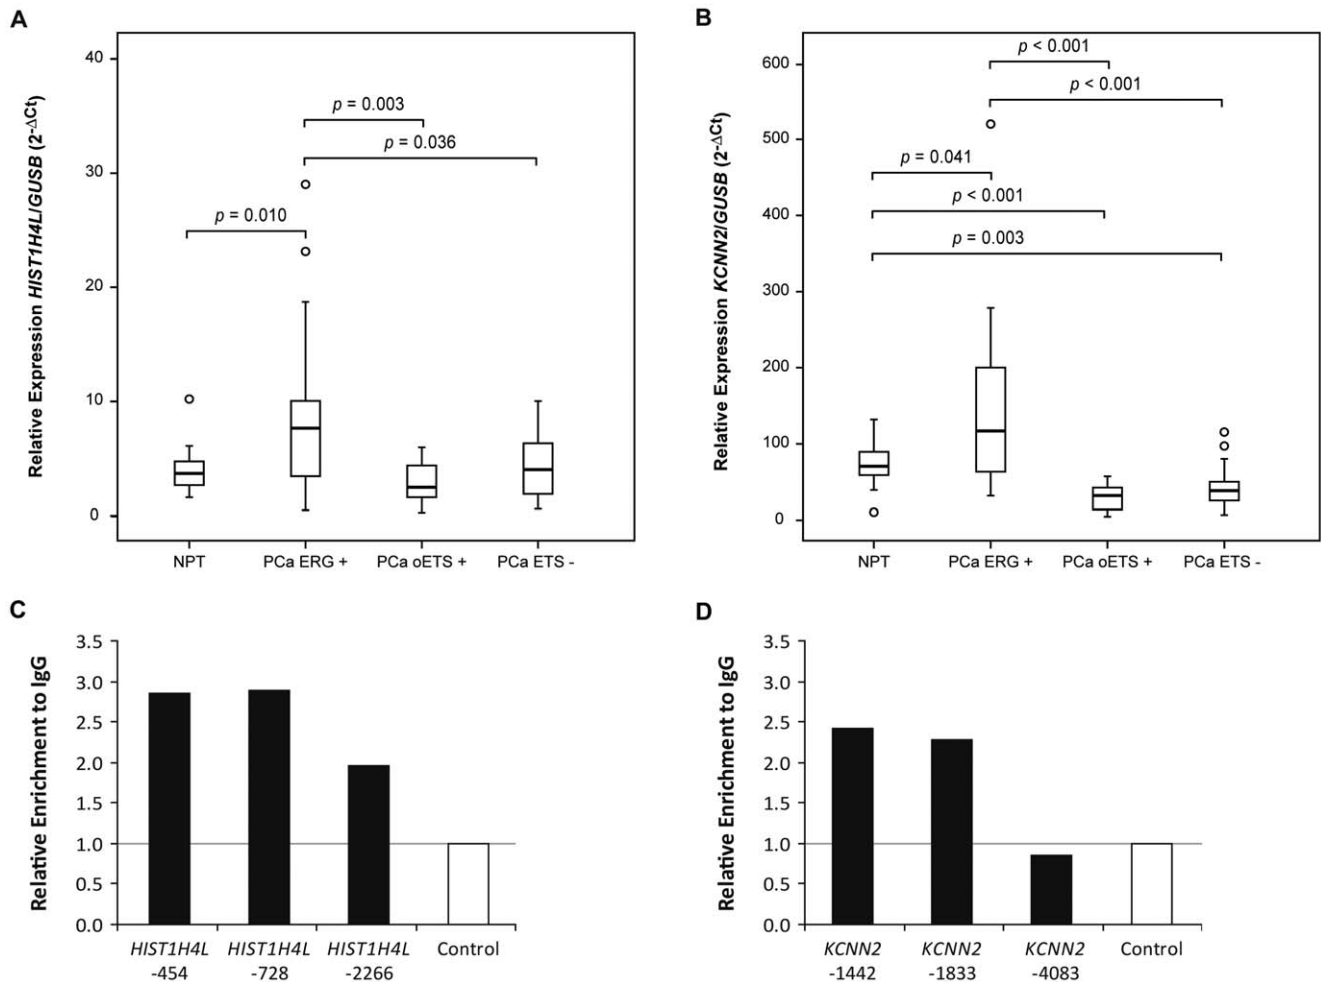 A
Relative Expression HIST1H4L/GUSB (2-ΔCt)
40
30
20
10
0
p = 0.003
p = 0.036
p = 0.010
NPT
PCa ERG +
PCa oETS +
PCa ETS -
B
Relative Expression KCNN2/GUSB (2-ΔCt)
600
500
400
300
200
100
0
p < 0.001
p < 0.001
p = 0.041
p < 0.001
p = 0.003
NPT
PCa ERG +
PCa oETS +
PCa ETS -
C
Relative Enrichment to IgG
3.5
3.0
2.5
2.0
1.5
1.0
0.5
0.0
HIST1H4L
-454
HIST1H4L
-728
HIST1H4L
-2266
Control
D
Relative Enrichment to IgG
3.5
3.0
2.5
2.0
1.5
1.0
0.5
0.0
KCNN2
-1442
KCNN2
-1833
KCNN2
-4083
Control